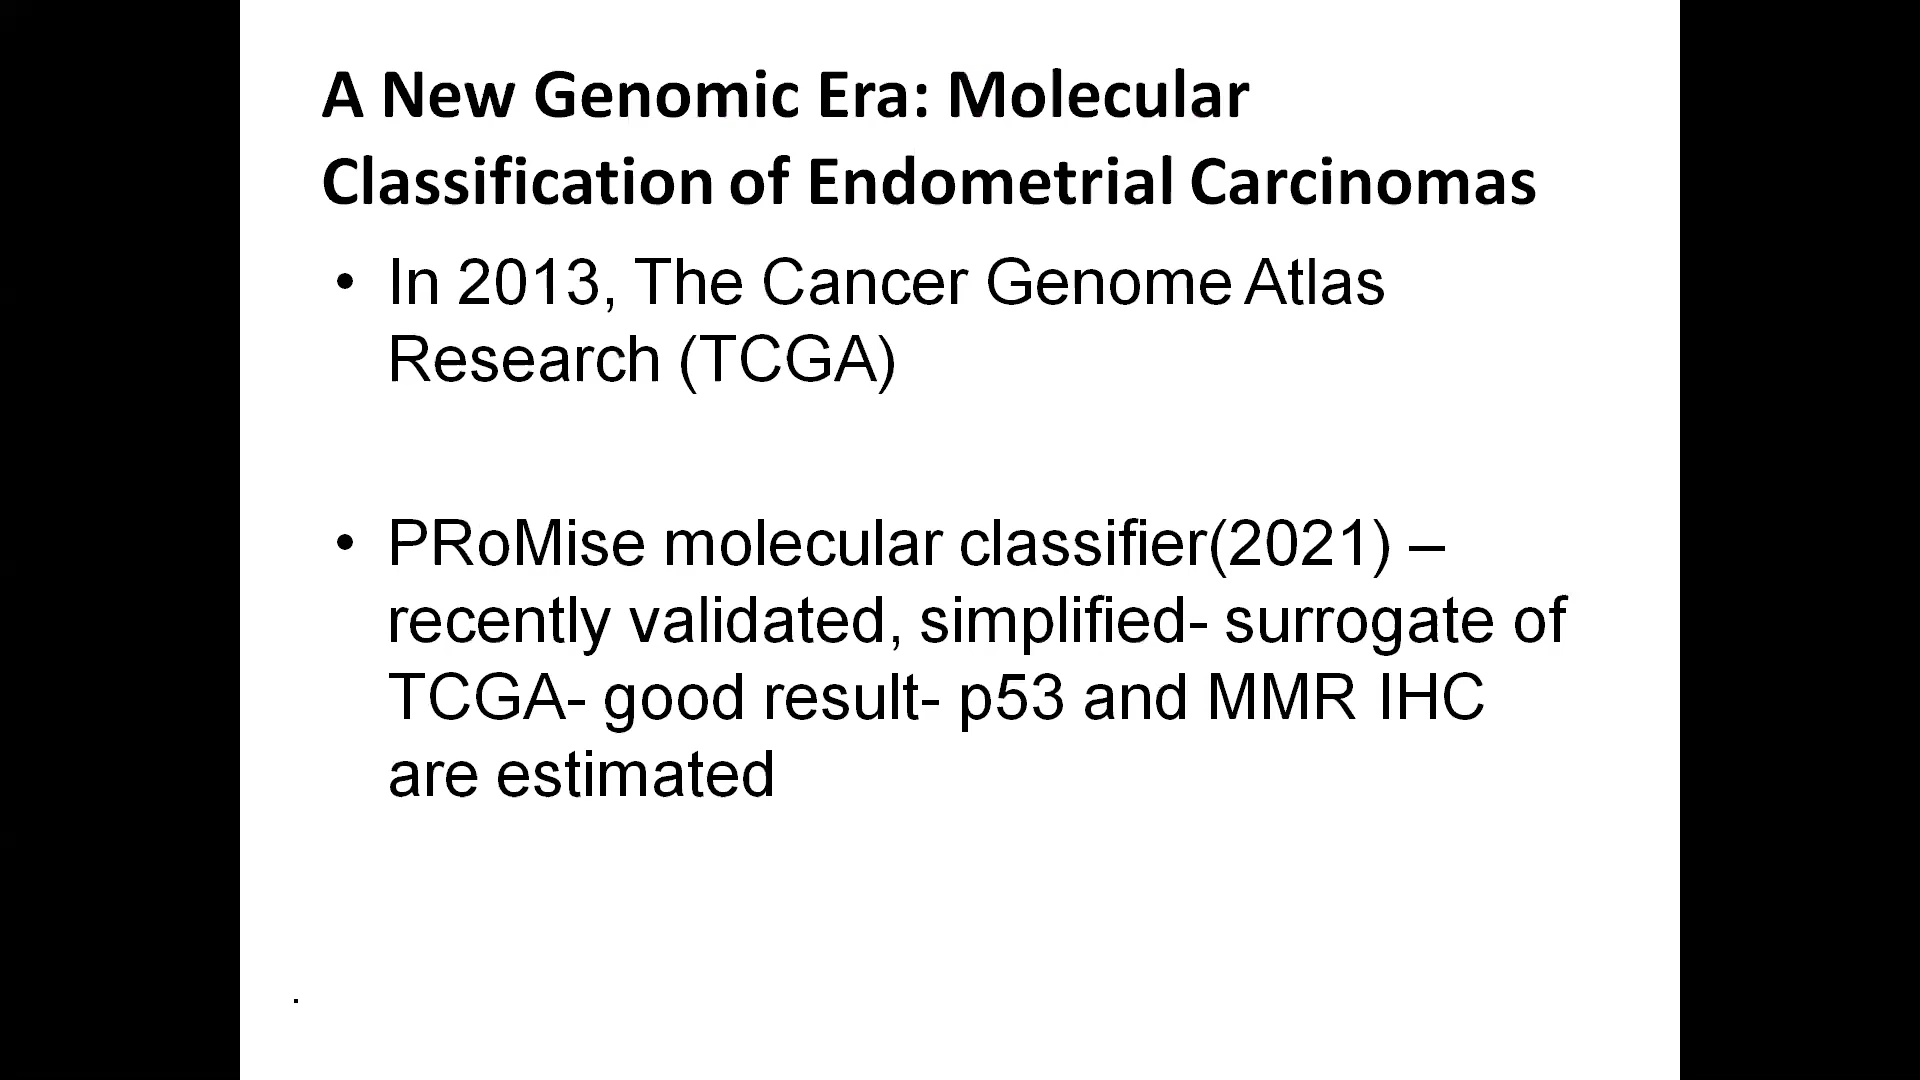 A New Genomic Era: Molecular
Classification of Endometrial Carcinomas
• In 2013, The Cancer Genome Atlas
Research (TCGA)
• PRoMise molecular classifier(2021) –
recently validated, simplified- surrogate of
TCGA- good result- p53 and MMR IHC
are estimated
.